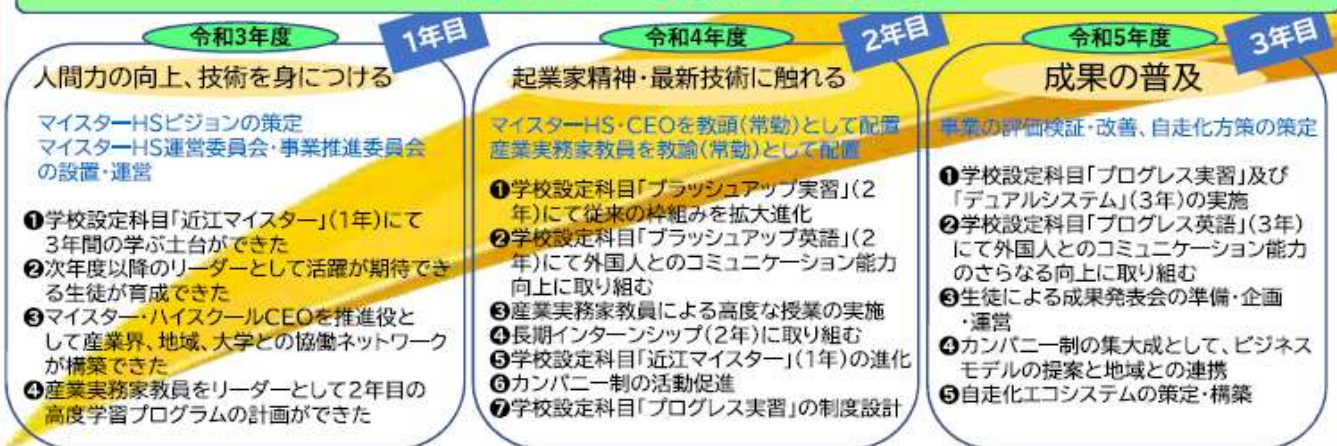 令和3年度
1年目
人間力の向上、技術を身につける
マイスターHSビジョンの策定
マイスターHS運営委員会・事業推進委員会
の設置・運営
❶学校設定科目「近江マイスター」(1年)にて
3年間の学ぶ土台ができた
❷次年度以降のリーダーとして活躍が期待でき
る生徒が育成できた
❸マイスター・ハイスクールCEOを推進役と
して産業界、地域、大学との協働ネットワーク
が構築できた
❹産業実務家教員をリーダーとして2年目の
高度学習プログラムの計画ができた
令和4年度
2年目
起業家精神・最新技術に触れる
マイスターHS・CEOを教頭(常勤)として配置
産業実務家教員を教諭(常勤)として配置
❶学校設定科目「ブラッシュアップ実習」(2
年)にて従来の枠組みを拡大進化
❷学校設定科目「ブラッシュアップ英語」(2
年)にて外国人とのコミュニケーション能力
向上に取り組む
❸産業実務家教員による高度な授業の実施
❹長期インターンシップ(2年)に取り組む
❺学校設定科目「近江マイスター」(1年)の進化
❻カンパニー制の活動促進
❼学校設定科目「プログレス実習」の制度設計
令和5年度
3年目
成果の普及
事業の評価検証・改善、自走化方策の策定
❶学校設定科目「プログレス実習」及び
「デュアルシステム」(3年)の実施
❷学校設定科目「プログレス英語」(3年)
にて外国人とのコミュニケーション能力
のさらなる向上に取り組む
❸生徒による成果発表会の準備・企画
・運営
❹カンパニー制の集大成として、ビジネス
モデルの提案と地域との連携
❺自走化エコシステムの策定・構築